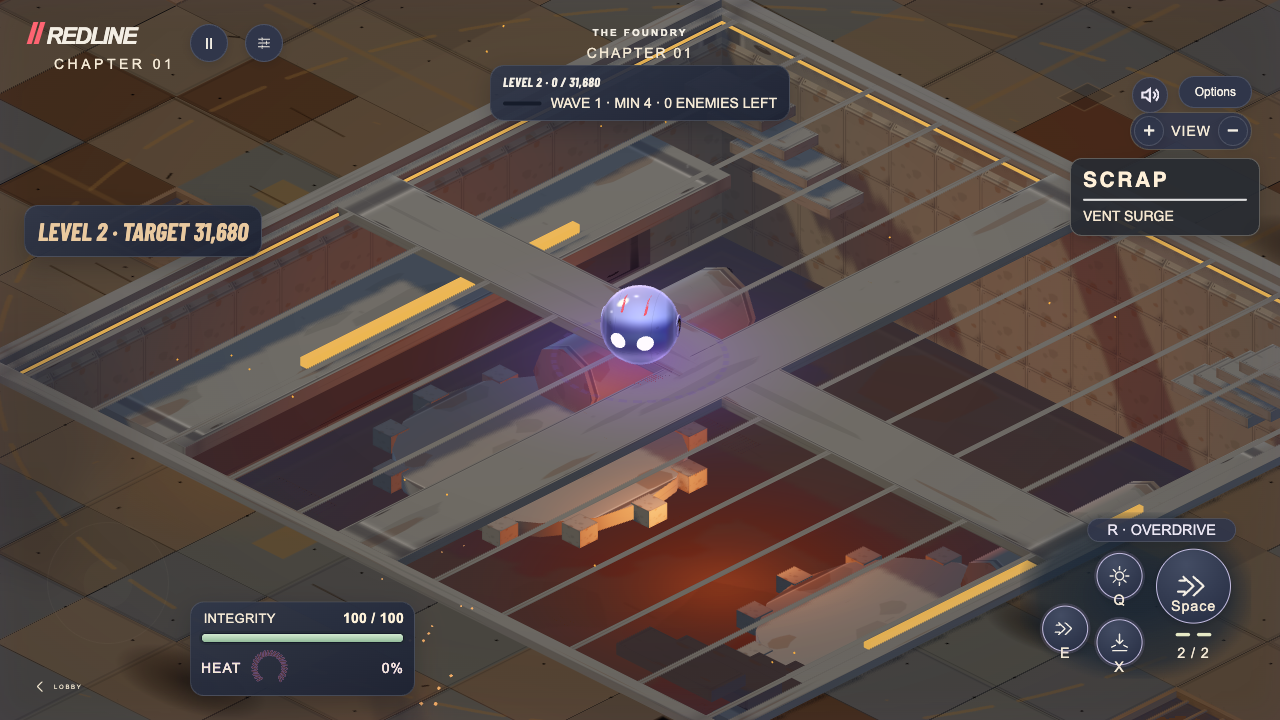 REDLINE
CHAPTER 01
THE FOUNDRY
CHAPTER 01
LEVEL 2 · 0 / 31,680
WAVE 1 · MIN 4 · 0 ENEMIES LEFT
Options
+ VIEW −
SCRAP
VENT SURGE
LEVEL 2 · TARGET 31,680
R · OVERDRIVE
Q
Space
E
X
2 / 2
INTEGRITY 100 / 100
HEAT 0%
LOBBY